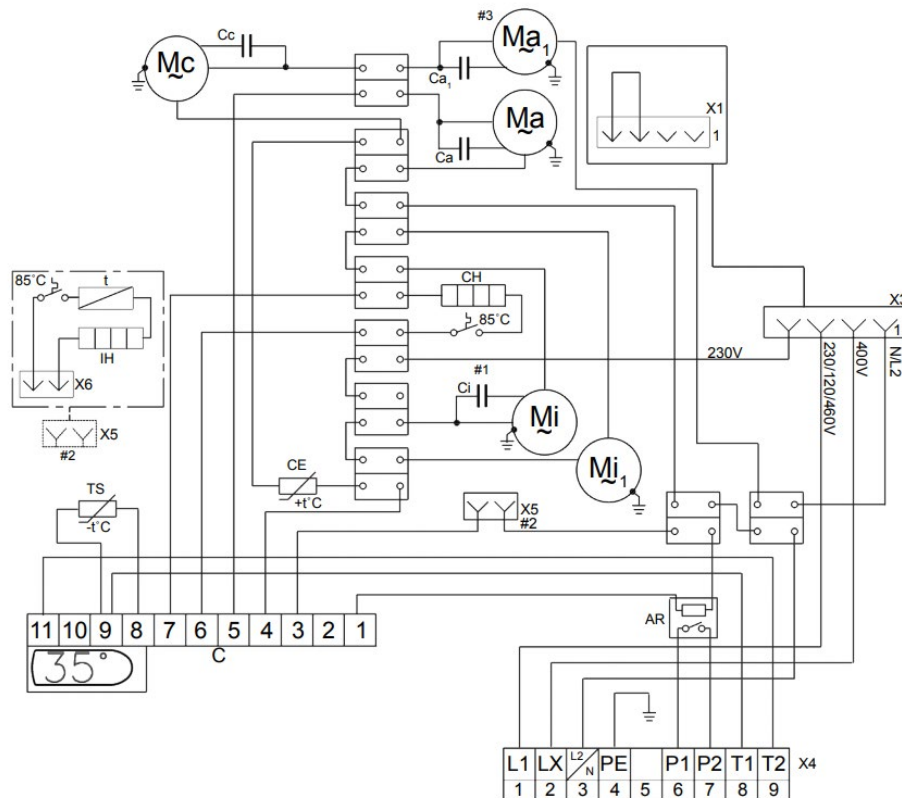 #3
Cc
Mc
~
Ma1
~
Ca1
Ma
~
Ca
X1
1
85°C
t
IH
X6
X5
#2
CH
85°C
230V
X3
1
230/120/460V
400V
N/L2
#1
Ci
Mi
~
Mi1
~
CE
+t°C
TS
-t°C
X5
#2
AR
11 10 9 8 7 6 5 4 3 2 1
C
35°
L1 LX L2/N PE P1 P2 T1 T2 X4
1 2 3 4 5 6 7 8 9